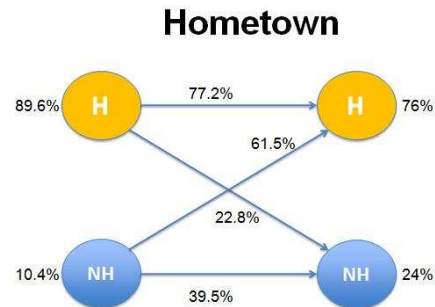 Hometown
89.6% H 77.2% H 76%
61.5%
22.8%
10.4% NH 39.5% NH 24%